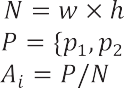 N = w × h
P = {p₁, p₂
Aᵢ = P/N